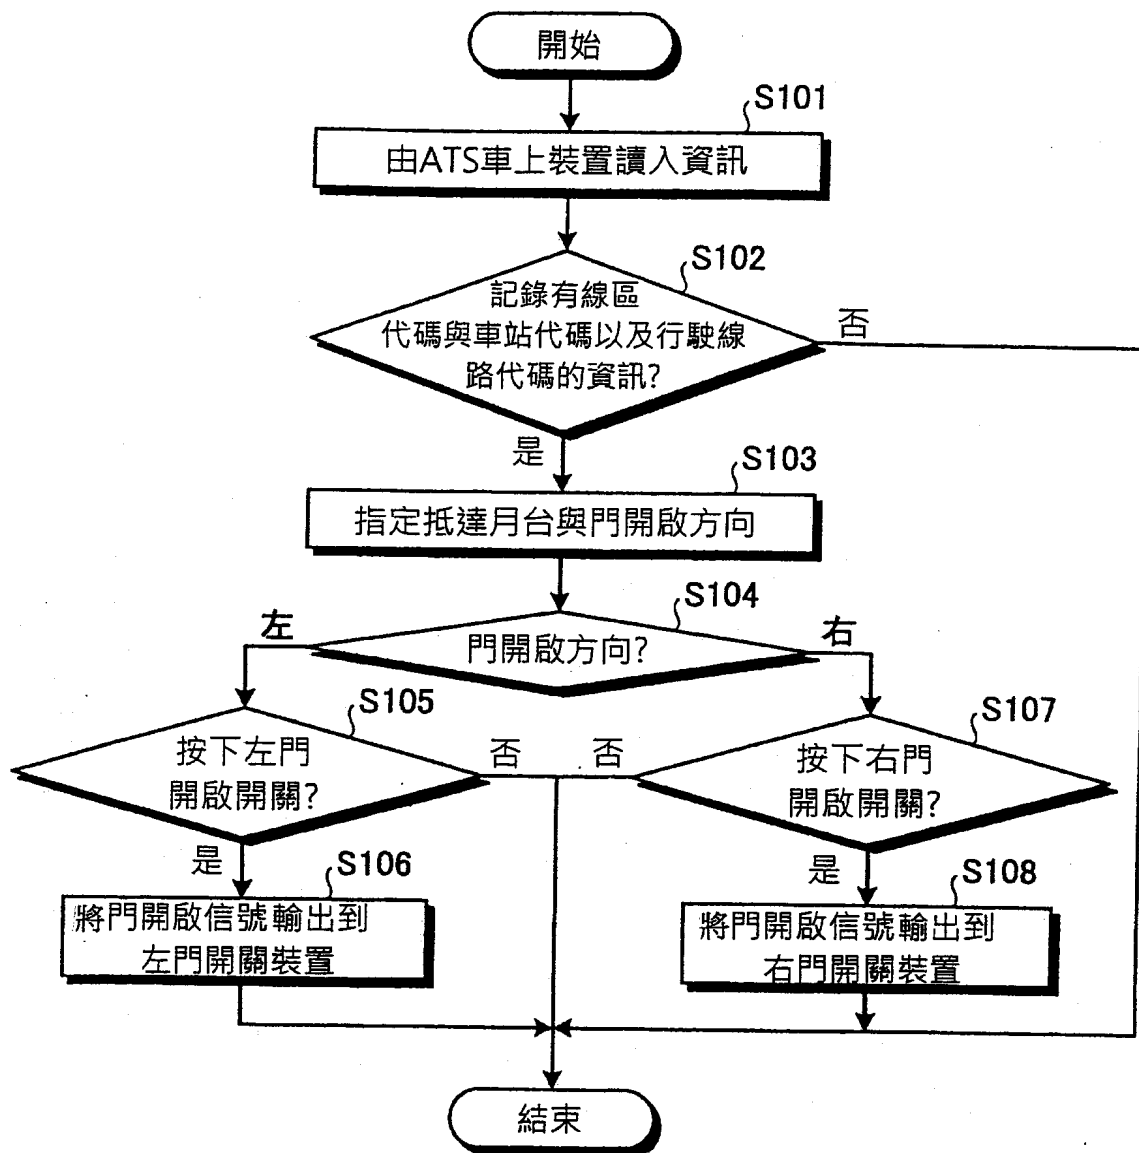 開始
S101
由ATS車上裝置讀入資訊
S102
記錄有線區
代碼與車站代碼以及行駛線
路代碼的資訊?
否
是
S103
指定抵達月台與門開啟方向
S104
左
門開啟方向?
右
S105
按下左門
開啟開關?
否
否
S107
按下右門
開啟開關?
是
S106
將門開啟信號輸出到
左門開關裝置
是
S108
將門開啟信號輸出到
右門開關裝置
結束